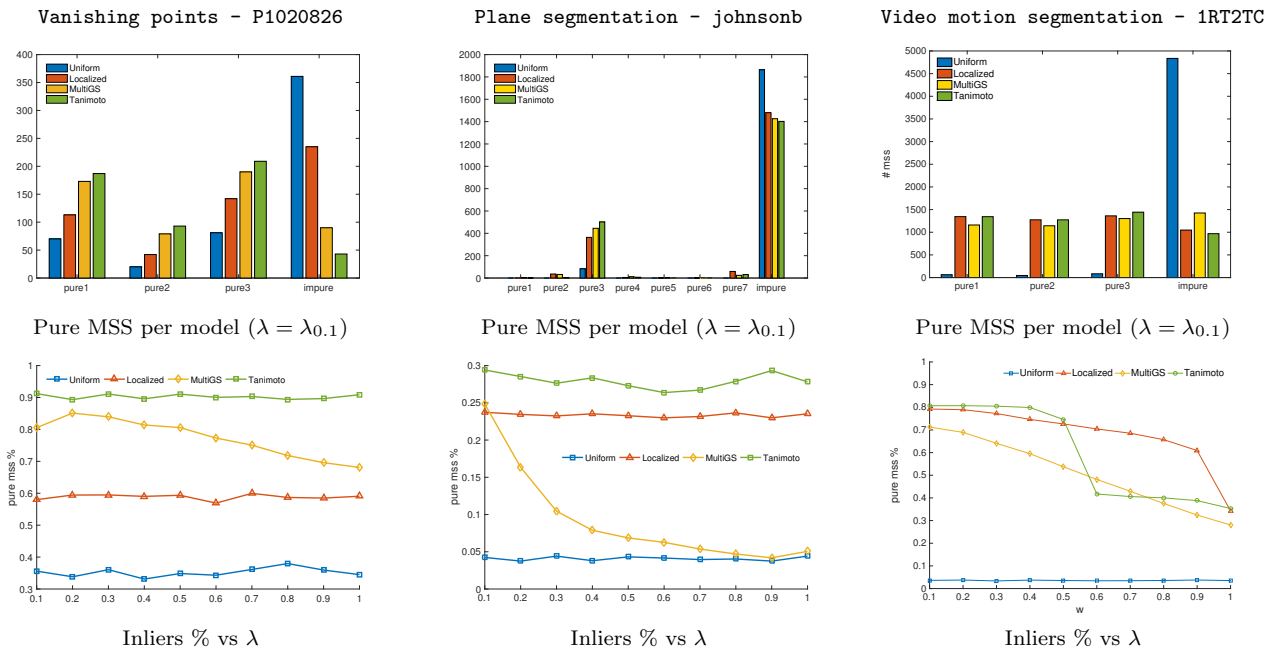 Vanishing points - P1020826
Plane segmentation - johnsonb
Video motion segmentation - 1RT2TC
400
350
300
250
200
150
100
50
0
Uniform
Localized
MultiGS
Tanimoto
pure1 pure2 pure3 impure
2000
1800
1600
1400
1200
1000
800
600
400
200
0
Uniform
Localized
MultiGS
Tanimoto
pure1 pure2 pure3 pure4 pure5 pure6 pure7 impure
# mss
5000
4500
4000
3500
3000
2500
2000
1500
1000
500
0
Uniform
Localized
MultiGS
Tanimoto
pure1 pure2 pure3 impure
Pure MSS per model (λ = λ0.1)
Pure MSS per model (λ = λ0.1)
Pure MSS per model (λ = λ0.1)
pure mss %
1
0.9
0.8
0.7
0.6
0.5
0.4
0.3
Uniform Localized MultiGS Tanimoto
0.1 0.2 0.3 0.4 0.5 0.6 0.7 0.8 0.9 1
pure mss %
0.3
0.25
0.2
0.15
0.1
0.05
0
Uniform Localized MultiGS Tanimoto
0.1 0.2 0.3 0.4 0.5 0.6 0.7 0.8 0.9 1
pure mss %
1
0.9
0.8
0.7
0.6
0.5
0.4
0.3
0.2
0.1
0
Uniform Localized MultiGS Tanimoto
0.1 0.2 0.3 0.4 0.5 0.6 0.7 0.8 0.9 1
w
Inliers % vs λ
Inliers % vs λ
Inliers % vs λ